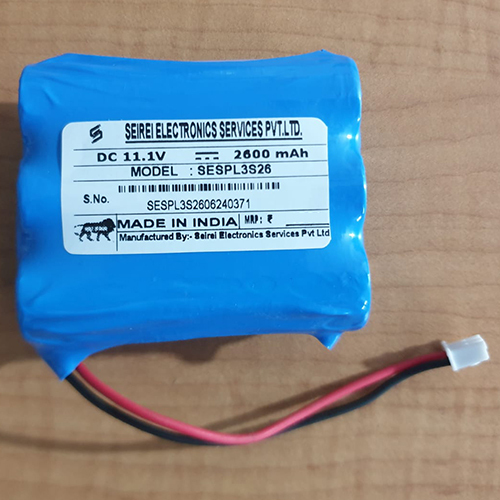 SEIREI ELECTRONICS SERVICES PVT.LTD.
DC 11.1V 2600 mAh
MODEL : SESPL3S26
S.No.
SESPL3S2606240371
MADE IN INDIA MRP: ₹
Manufactured By:- Seirei Electronics Services Pvt Ltd